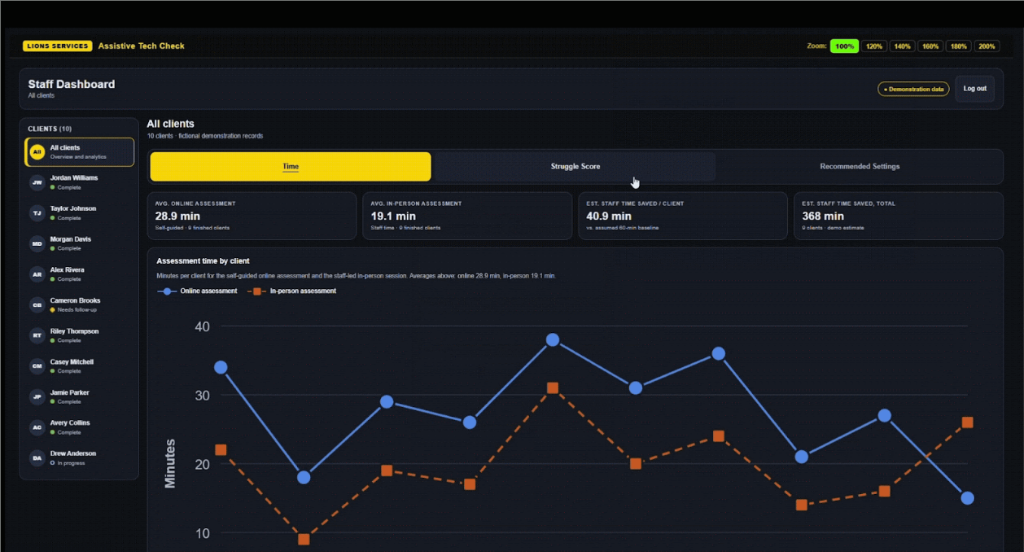 LIONS SERVICES Assistive Tech Check
Zoom: 100% 120% 140% 160% 180% 200%
Staff Dashboard
All clients
• Demonstration data
Log out
CLIENTS (10)
All All clients
Overview and analytics
JW Jordan Williams
Complete
TJ Taylor Johnson
Complete
MD Morgan Davis
Complete
AR Alex Rivera
Complete
CB Cameron Brooks
Needs follow-up
RT Riley Thompson
Complete
CM Casey Mitchell
Complete
JP Jamie Parker
Complete
AC Avery Collins
Complete
DA Drew Anderson
In progress
All clients
10 clients · fictional demonstration records
Time
Struggle Score
Recommended Settings
AVG. ONLINE ASSESSMENT
28.9 min
Self-guided · 9 finished clients
AVG. IN-PERSON ASSESSMENT
19.1 min
Staff time · 9 finished clients
EST. STAFF TIME SAVED / CLIENT
40.9 min
vs. assumed 60-min baseline
EST. STAFF TIME SAVED, TOTAL
368 min
9 clients · demo estimate
Assessment time by client
Minutes per client for the self-guided online assessment and the staff-led in-person session. Averages above: online 28.9 min, in-person 19.1 min.
Online assessment In-person assessment
Minutes
40
30
20
10